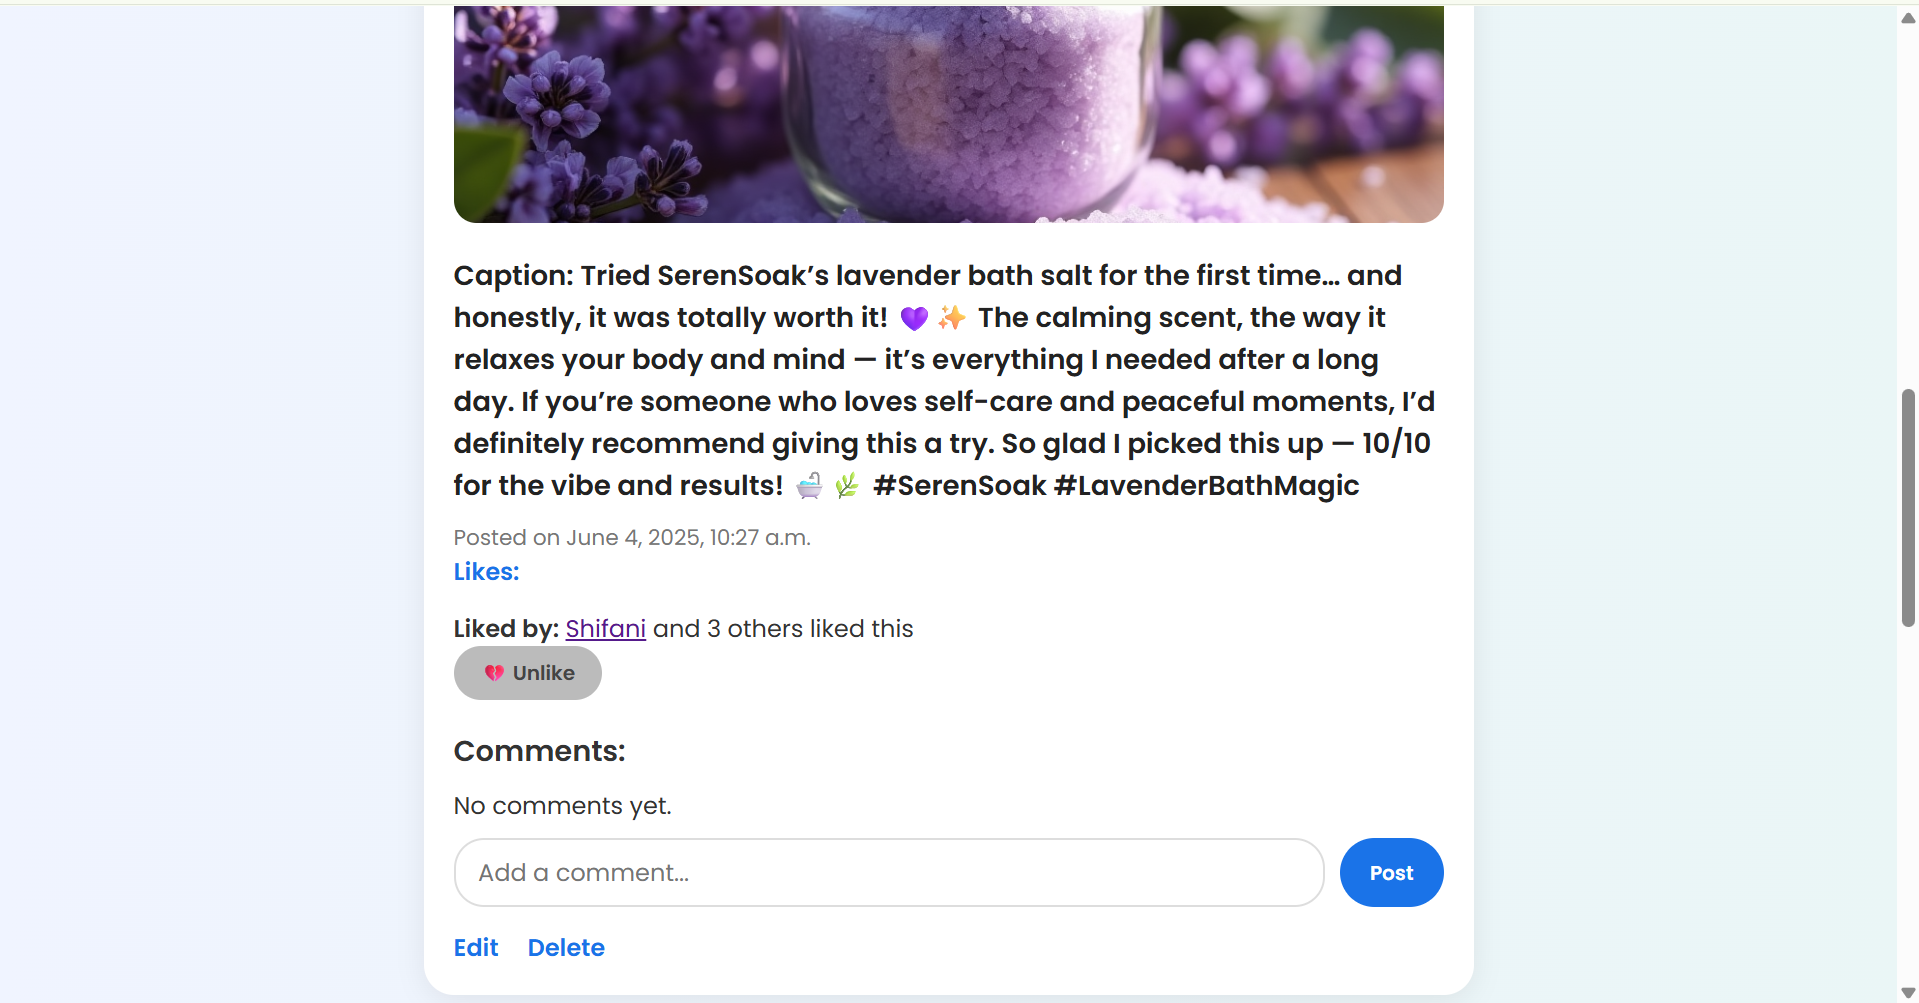 Caption: Tried SerenSoak’s lavender bath salt for the first time... and
honestly, it was totally worth it! 💜✨ The calming scent, the way it
relaxes your body and mind — it’s everything I needed after a long
day. If you’re someone who loves self-care and peaceful moments, I’d
definitely recommend giving this a try. So glad I picked this up — 10/10
for the vibe and results! 🛁🌿 #SerenSoak #LavenderBathMagic
Posted on June 4, 2025, 10:27 a.m.
Likes:
Liked by: Shifani and 3 others liked this
💔 Unlike
Comments:
No comments yet.
Add a comment...
Post
Edit Delete